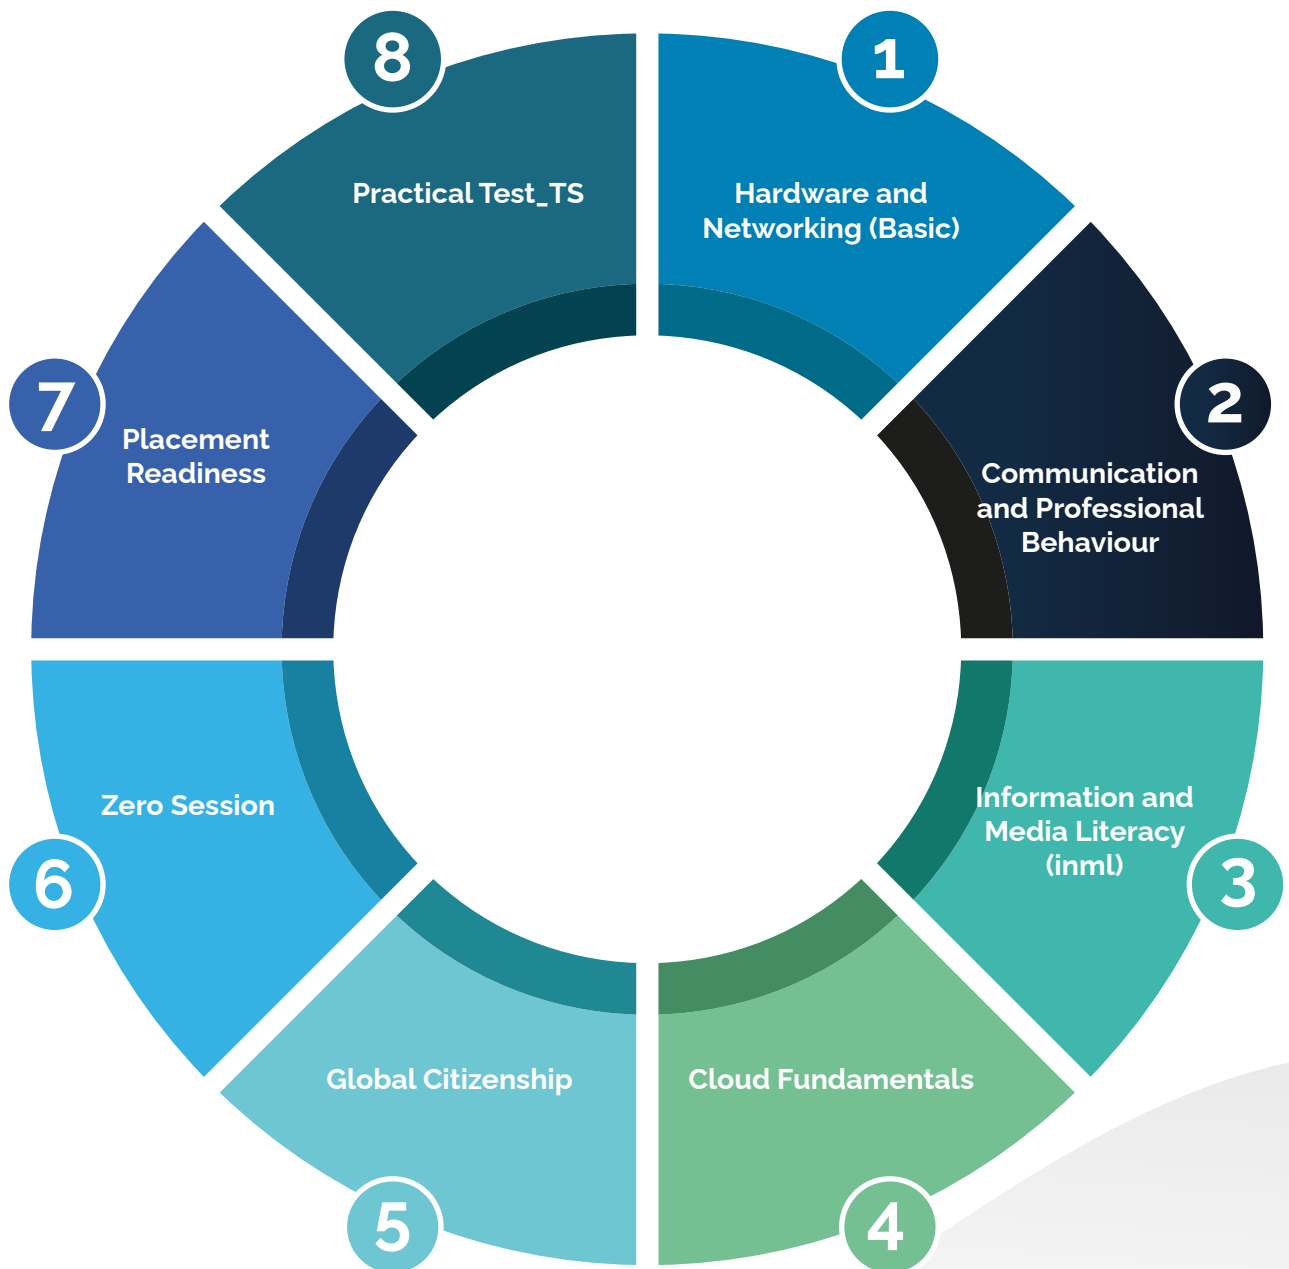 1
Hardware and
Networking (Basic)
2
Communication
and Professional
Behaviour
3
Information and
Media Literacy
(inml)
4
Cloud Fundamentals
5
Global Citizenship
6
Zero Session
7
Placement
Readiness
8
Practical Test_TS